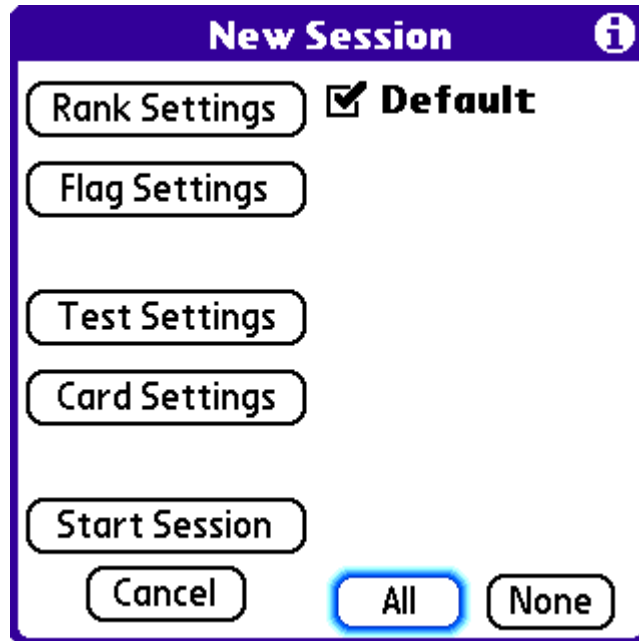 New Session
Rank Settings Default
Flag Settings
Test Settings
Card Settings
Start Session
Cancel All None